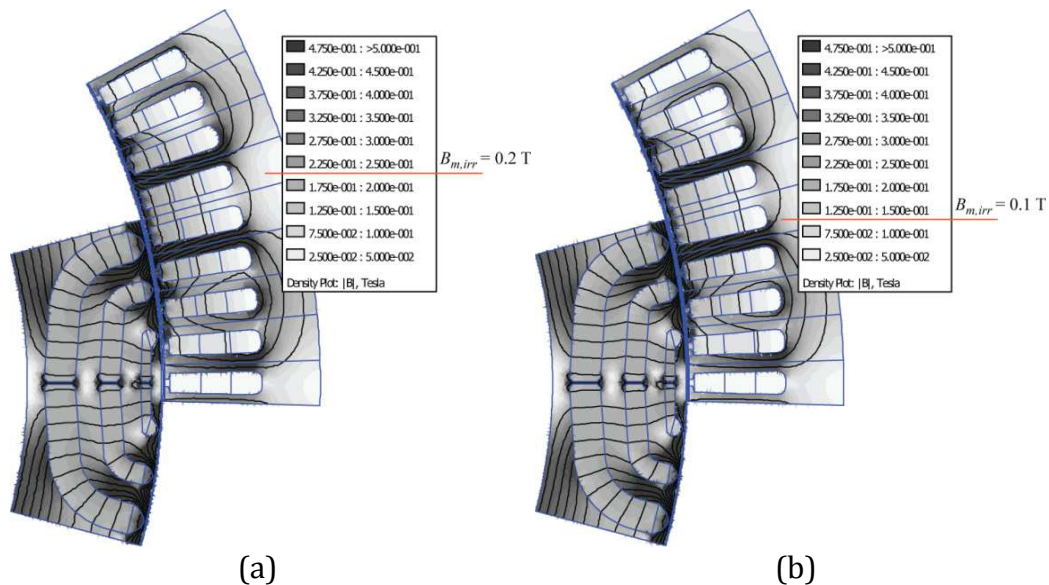 4.750e-001 : >5.000e-001
4.250e-001 : 4.500e-001
3.750e-001 : 4.000e-001
3.250e-001 : 3.500e-001
2.750e-001 : 3.000e-001
2.250e-001 : 2.500e-001
1.750e-001 : 2.000e-001
1.250e-001 : 1.500e-001
7.500e-002 : 1.000e-001
2.500e-002 : 5.000e-002
Density Plot: |B|, Tesla
B_{m,irr} = 0.2 T
(a)
4.750e-001 : >5.000e-001
4.250e-001 : 4.500e-001
3.750e-001 : 4.000e-001
3.250e-001 : 3.500e-001
2.750e-001 : 3.000e-001
2.250e-001 : 2.500e-001
1.750e-001 : 2.000e-001
1.250e-001 : 1.500e-001
7.500e-002 : 1.000e-001
2.500e-002 : 5.000e-002
Density Plot: |B|, Tesla
B_{m,irr} = 0.1 T
(b)